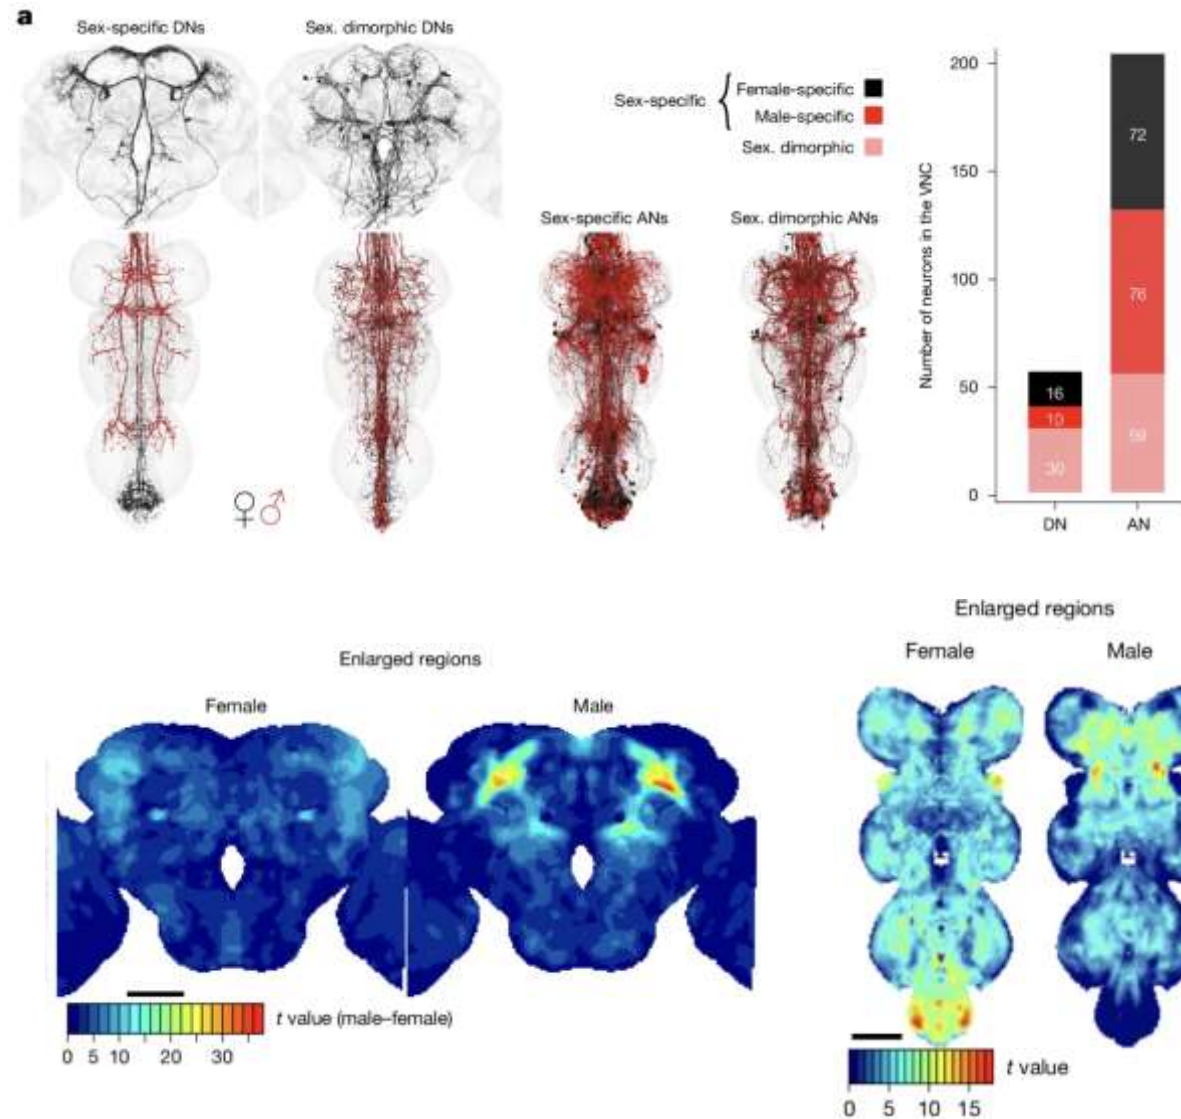 a
Sex-specific DNs
Sex. dimorphic DNs
Sex-specific
Female-specific
Male-specific
Sex. dimorphic
Sex-specific ANs
Sex. dimorphic ANs
♀♂
Number of neurons in the VNC
200
150
100
50
0
72
76
16
10
30
DN
AN
Enlarged regions
Female
Male
t value (male–female)
0 5 10 20 30
Enlarged regions
Female
Male
t value
0 5 10 15